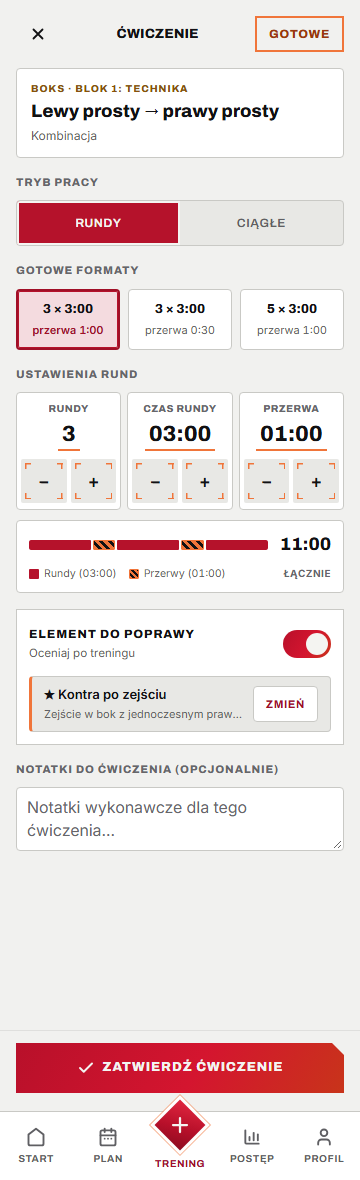 ĆWICZENIE
GOTOWE
BOKS · BLOK 1: TECHNIKA
Lewy prosty → prawy prosty
Kombinacja
TRYB PRACY
RUNDY
CIĄGŁE
GOTOWE FORMATY
3 × 3:00
przerwa 1:00
3 × 3:00
przerwa 0:30
5 × 3:00
przerwa 1:00
USTAWIENIA RUND
RUNDY
3
− +
CZAS RUNDY
03:00
− +
PRZERWA
01:00
− +
11:00
Rundy (03:00)
Przerwy (01:00)
ŁĄCZNIE
ELEMENT DO POPRAWY
Oceniaj po treningu
★ Kontra po zejściu
Zejście w bok z jednoczesnym praw...
ZMIEŃ
NOTATKI DO ĆWICZENIA (OPCJONALNIE)
Notatki wykonawcze dla tego
ćwiczenia...
ZATWIERDŹ ĆWICZENIE
START
PLAN
TRENING
POSTĘP
PROFIL